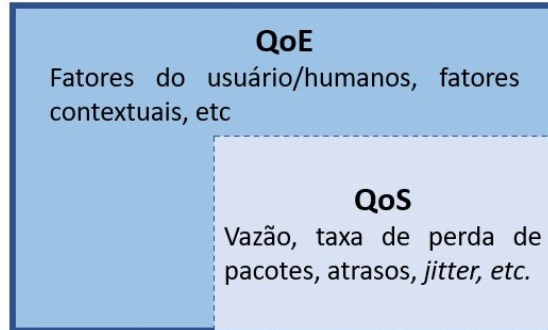 QoE
Fatores do usuário/humanos, fatores
contextuais, etc
QoS
Vazão, taxa de perda de
pacotes, atrasos, jitter, etc.